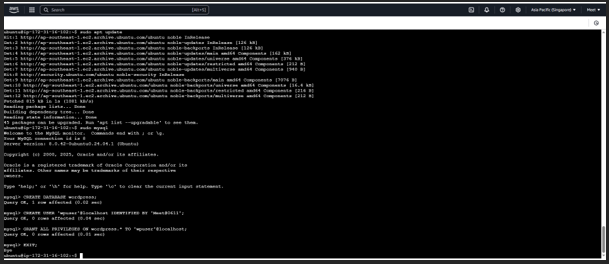 aws
Search
[Alt+S]
Asia Pacific (Singapore)
Meet
ubuntu@ip-172-31-16-102:~$ sudo apt update
Hit:1 http://ap-southeast-1.ec2.archive.ubuntu.com/ubuntu noble InRelease
Get:2 http://ap-southeast-1.ec2.archive.ubuntu.com/ubuntu noble-updates InRelease [126 kB]
Get:3 http://ap-southeast-1.ec2.archive.ubuntu.com/ubuntu noble-backports InRelease [126 kB]
Get:4 http://ap-southeast-1.ec2.archive.ubuntu.com/ubuntu noble-updates/main amd64 Components [162 kB]
Get:5 http://ap-southeast-1.ec2.archive.ubuntu.com/ubuntu noble-updates/universe amd64 Components [376 kB]
Get:6 http://ap-southeast-1.ec2.archive.ubuntu.com/ubuntu noble-updates/restricted amd64 Components [212 B]
Get:7 http://ap-southeast-1.ec2.archive.ubuntu.com/ubuntu noble-updates/multiverse amd64 Components [940 B]
Hit:8 http://security.ubuntu.com/ubuntu noble-security InRelease
Get:9 http://ap-southeast-1.ec2.archive.ubuntu.com/ubuntu noble-backports/main amd64 Components [7076 B]
Get:10 http://ap-southeast-1.ec2.archive.ubuntu.com/ubuntu noble-backports/universe amd64 Components [16.4 kB]
Get:11 http://ap-southeast-1.ec2.archive.ubuntu.com/ubuntu noble-backports/restricted amd64 Components [216 B]
Get:12 http://ap-southeast-1.ec2.archive.ubuntu.com/ubuntu noble-backports/multiverse amd64 Components [212 B]
Fetched 815 kB in 1s (1081 kB/s)
Reading package lists... Done
Building dependency tree... Done
Reading state information... Done
45 packages can be upgraded. Run 'apt list --upgradable' to see them.
ubuntu@ip-172-31-16-102:~$ sudo mysql
Welcome to the MySQL monitor.  Commands end with ; or \g.
Your MySQL connection id is 8
Server version: 8.0.42-0ubuntu0.24.04.1 (Ubuntu)
Copyright (c) 2000, 2025, Oracle and/or its affiliates.
Oracle is a registered trademark of Oracle Corporation and/or its
affiliates. Other names may be trademarks of their respective
owners.
Type 'help;' or '\h' for help. Type '\c' to clear the current input statement.
mysql> CREATE DATABASE wordpress;
Query OK, 1 row affected (0.02 sec)
mysql> CREATE USER 'wpuser'@localhost IDENTIFIED BY
Query OK, 0 rows affected (0.04 sec)
mysql> GRANT ALL PRIVILEGES ON wordpress.* TO 'wpuser'@localhost;
Query OK, 0 rows affected (0.01 sec)
mysql> EXIT;
Bye
ubuntu@ip-172-31-16-102:~$